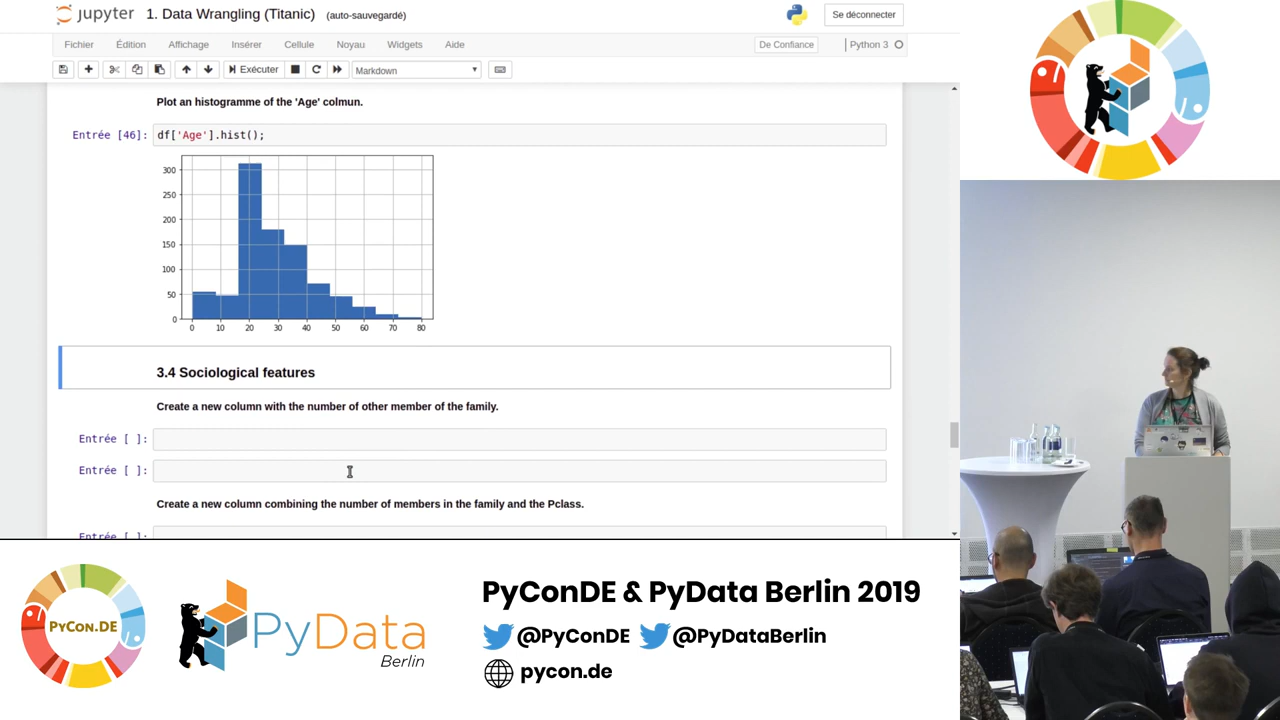 jupyter 1. Data Wrangling (Titanic) (auto-sauvegardé)
Se déconnecter
Fichier Édition Affichage Insérer Cellule Noyau Widgets Aide
De Confiance Python 3
Exécuter Markdown
Plot an histogramme of the 'Age' colmun.
Entrée [46]: df['Age'].hist();
300
250
200
150
100
50
0
0 10 20 30 40 50 60 70 80
3.4 Sociological features
Create a new column with the number of other member of the family.
Entrée [ ]:
Entrée [ ]:
Create a new column combining the number of members in the family and the Pclass.
Entrée [ ]:
PyCon.DE
PyData
Berlin
PyConDE & PyData Berlin 2019
@PyConDE @PyDataBerlin
pycon.de